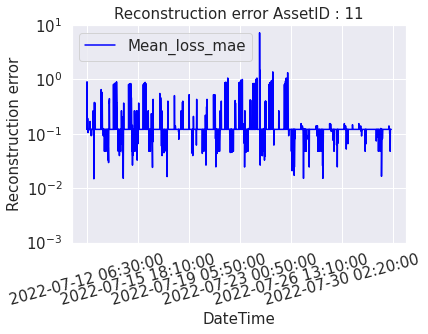 Reconstruction error AssetID : 11
Mean_loss_mae
Reconstruction error
10¹
10⁰
10⁻¹
10⁻²
10⁻³
2022-07-12 06:30:00
2022-07-15 18:10:00
2022-07-19 05:50:00
2022-07-23 00:50:00
2022-07-26 13:10:00
2022-07-30 02:20:00
DateTime